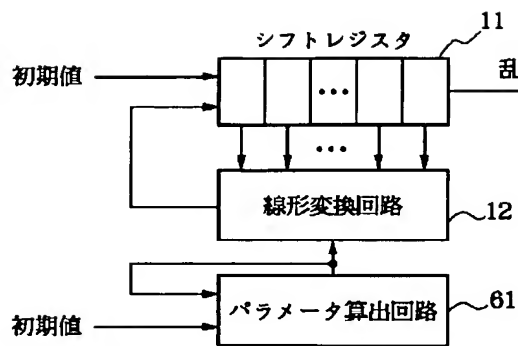 シフトレジスタ
11
初期値
乱
...
...
線形変換回路
12
初期値
パラメータ算出回路
61